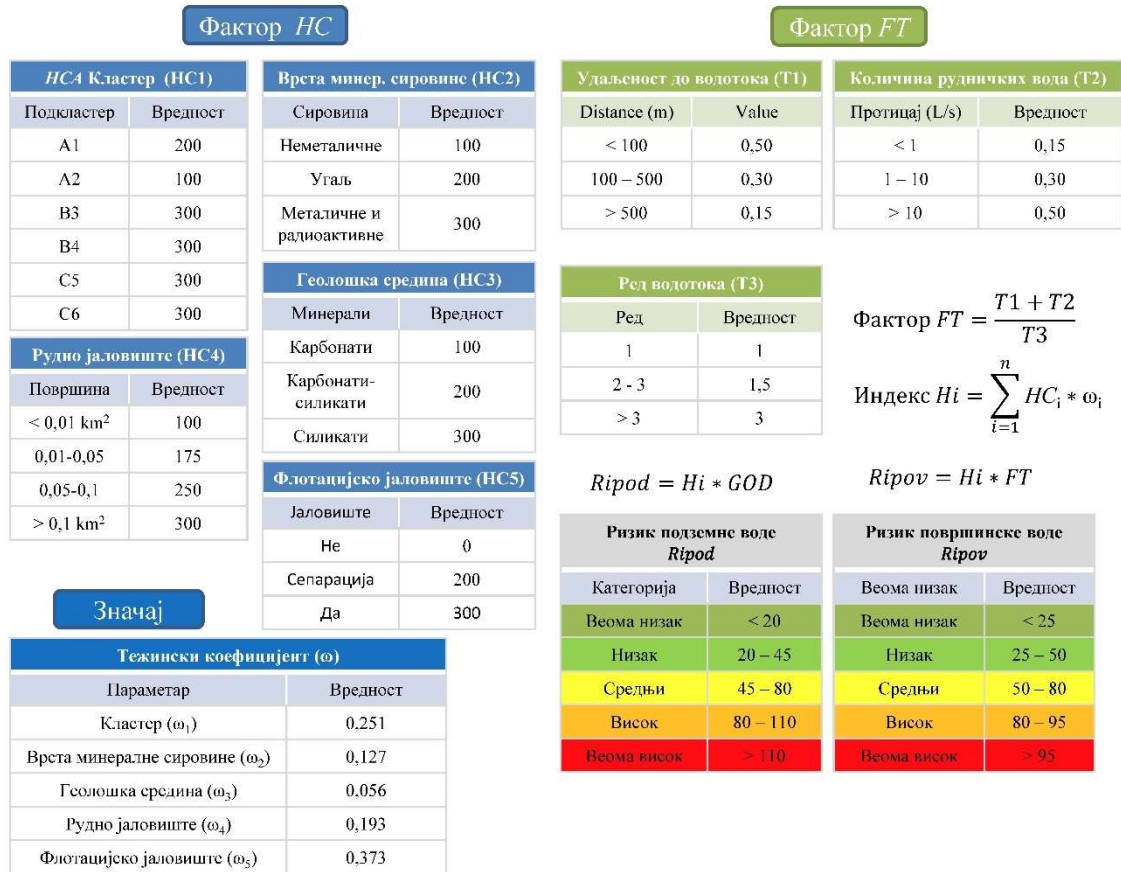 Фактор HC
HCA Кластер (HC1)
Подкластер Вредност
A1 200
A2 100
B3 300
B4 300
C5 300
C6 300
Рудно јаловиште (HC4)
Површина Вредност
< 0,01 km² 100
0,01-0,05 175
0,05-0,1 250
> 0,1 km² 300
Врста минер. сировине (HC2)
Сировина Вредност
Неметаличне 100
Угаљ 200
Металичне и
радиоактивне 300
Геолошка средина (HC3)
Минерали Вредност
Карбонати 100
Карбонати-
силикати 200
Силикати 300
Флотацијско јаловиште (HC5)
Јаловиште Вредност
Не 0
Сепарација 200
Да 300
Значај
Тежински коефицијент (ω)
Параметар Вредност
Кластер (ω₁) 0,251
Врста минералне сировине (ω₂) 0,127
Геолошка средина (ω₃) 0,056
Рудно јаловиште (ω₄) 0,193
Флотацијско јаловиште (ω₅) 0,373
Фактор FT
Удаљеност до водотока (T1)
Distance (m) Value
< 100 0,50
100 – 500 0,30
> 500 0,15
Количина рудничких вода (T2)
Протицај (L/s) Вредност
< 1 0,15
1 – 10 0,30
> 10 0,50
Ред водотока (T3)
Ред Вредност
1 1
2 - 3 1,5
> 3 3
Фактор FT = (T1 + T2) / T3
Индекс Hi = ∑ⁿᵢ₌₁ HCᵢ * ωᵢ
Ripod = Hi * GOD
Ripov = Hi * FT
Ризик подземне воде
Ripod
Категорија Вредност
Веома низак < 20
Низак 20 – 45
Средњи 45 – 80
Висок 80 – 110
Веома висок > 110
Ризик површинске воде
Ripov
Веома низак Вредност
Веома низак < 25
Низак 25 – 50
Средњи 50 – 80
Висок 80 – 95
Веома висок > 95